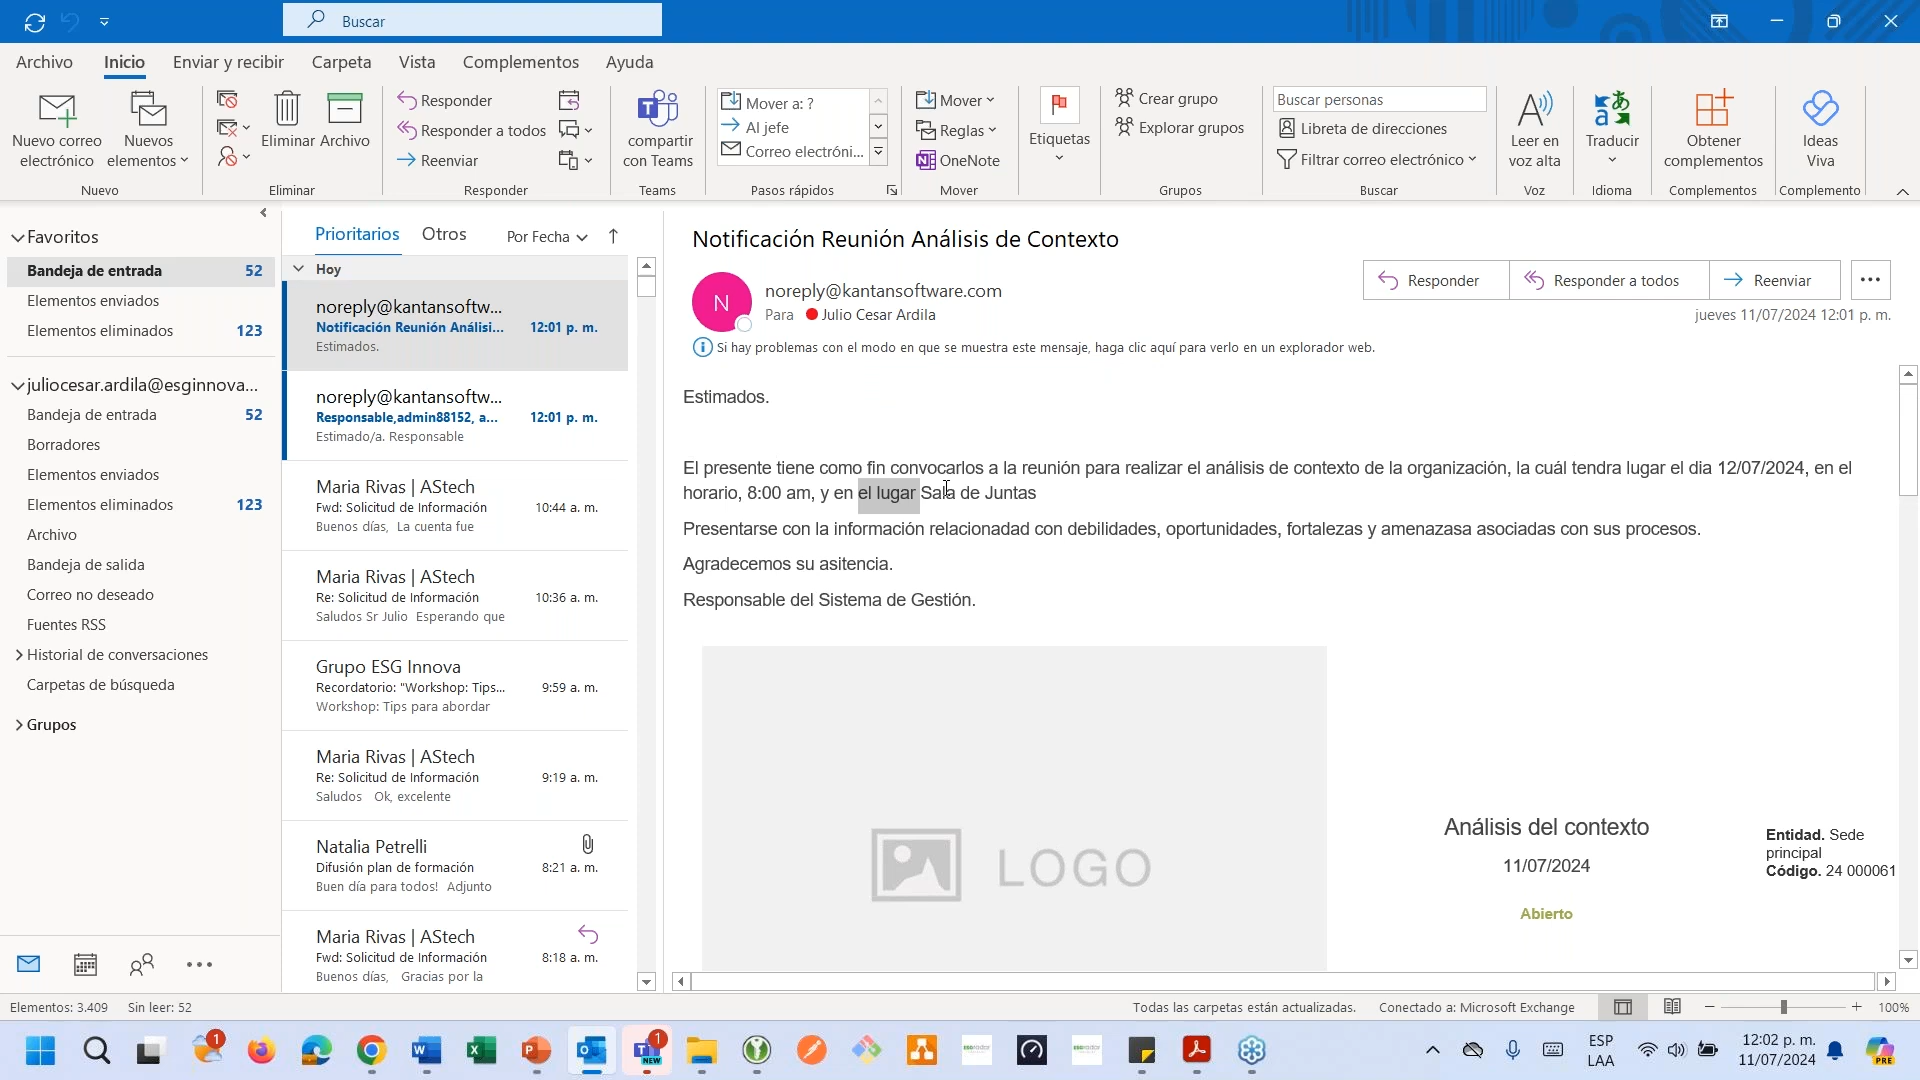 Buscar
Archivo Inicio Enviar y recibir Carpeta Vista Complementos Ayuda
Nuevo correo electrónico
Nuevos elementos
Nuevo
Eliminar
Archivo
Eliminar
Responder
Responder a todos
Reenviar
Responder
compartir con Teams
Teams
Mover a: ?
Al jefe
Correo electróni...
Pasos rápidos
Mover
Reglas
OneNote
Mover
Etiquetas
Crear grupo
Explorar grupos
Grupos
Buscar personas
Libreta de direcciones
Filtrar correo electrónico
Buscar
Leer en voz alta
Voz
Traducir
Idioma
Obtener complementos
Complementos
Ideas Viva
Complemento
Favoritos
Bandeja de entrada 52
Elementos enviados
Elementos eliminados 123
juliocesar.ardila@esginnova...
Bandeja de entrada 52
Borradores
Elementos enviados
Elementos eliminados 123
Archivo
Bandeja de salida
Correo no deseado
Fuentes RSS
Historial de conversaciones
Carpetas de búsqueda
Grupos
Prioritarios Otros Por Fecha
Hoy
noreply@kantansoftw...
Notificación Reunión Análisi... 12:01 p. m.
Estimados.
noreply@kantansoftw...
Responsable,admin88152, a... 12:01 p. m.
Estimado/a. Responsable
Maria Rivas | AStech
Fwd: Solicitud de Información 10:44 a. m.
Buenos días, La cuenta fue
Maria Rivas | AStech
Re: Solicitud de Información 10:36 a. m.
Saludos Sr Julio Esperando que
Grupo ESG Innova
Recordatorio: "Workshop: Tips... 9:59 a. m.
Workshop: Tips para abordar
Maria Rivas | AStech
Re: Solicitud de Información 9:19 a. m.
Saludos Ok, excelente
Natalia Petrelli
Difusión plan de formación 8:21 a. m.
Buen día para todos! Adjunto
Maria Rivas | AStech
Fwd: Solicitud de Información 8:18 a. m.
Buenos días, Gracias por la
Notificación Reunión Análisis de Contexto
N
noreply@kantansoftware.com
Para Julio Cesar Ardila
Responder Responder a todos Reenviar
jueves 11/07/2024 12:01 p. m.
Si hay problemas con el modo en que se muestra este mensaje, haga clic aquí para verlo en un explorador web.
Estimados.
El presente tiene como fin convocarlos a la reunión para realizar el análisis de contexto de la organización, la cuál tendra lugar el dia 12/07/2024, en el
horario, 8:00 am, y en el lugar Sala de Juntas
Presentarse con la información relacionadad con debilidades, oportunidades, fortalezas y amenazasa asociadas con sus procesos.
Agradecemos su asitencia.
Responsable del Sistema de Gestión.
LOGO
Análisis del contexto
11/07/2024
Abierto
Entidad. Sede
principal
Código. 24 000061
Elementos: 3.409 Sin leer: 52
Todas las carpetas están actualizadas. Conectado a: Microsoft Exchange
100%
1
1
NEW
ESP
LAA
12:02 p. m.
11/07/2024
PRE